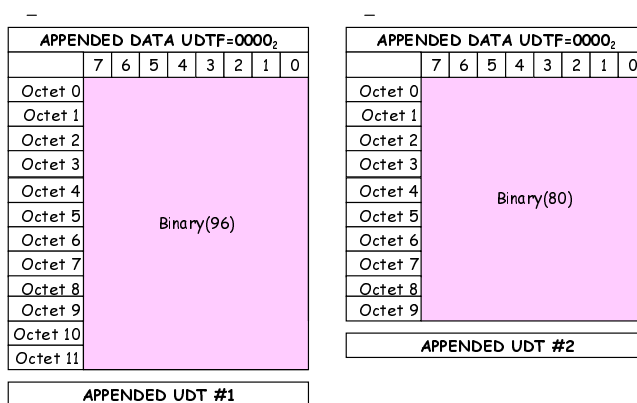 APPENDED DATA UDTF=0000₂
7 6 5 4 3 2 1 0
Octet 0
Octet 1
Octet 2
Octet 3
Octet 4
Octet 5
Octet 6
Octet 7
Octet 8
Octet 9
Octet 10
Octet 11
Binary(96)
APPENDED UDT #1
APPENDED DATA UDTF=0000₂
7 6 5 4 3 2 1 0
Octet 0
Octet 1
Octet 2
Octet 3
Octet 4
Octet 5
Octet 6
Octet 7
Octet 8
Octet 9
Binary(80)
APPENDED UDT #2